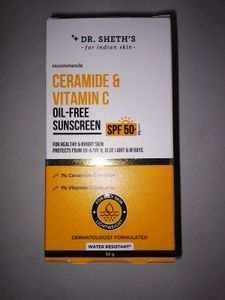 DR. SHETH'S
- for indian skin -
recommends
CERAMIDE &
VITAMIN C
OIL-FREE
SUNSCREEN
SPF 50+
FOR HEALTHY & BRIGHT SKIN
PROTECTS FROM UV-A/UV-B, BLUE LIGHT & IR RAYS
1% Ceramide Complex
1% Vitamin C Complex
LIGHTWEIGHT
DERMATOLOGIST FORMULATED
WATER RESISTANT*
50 g